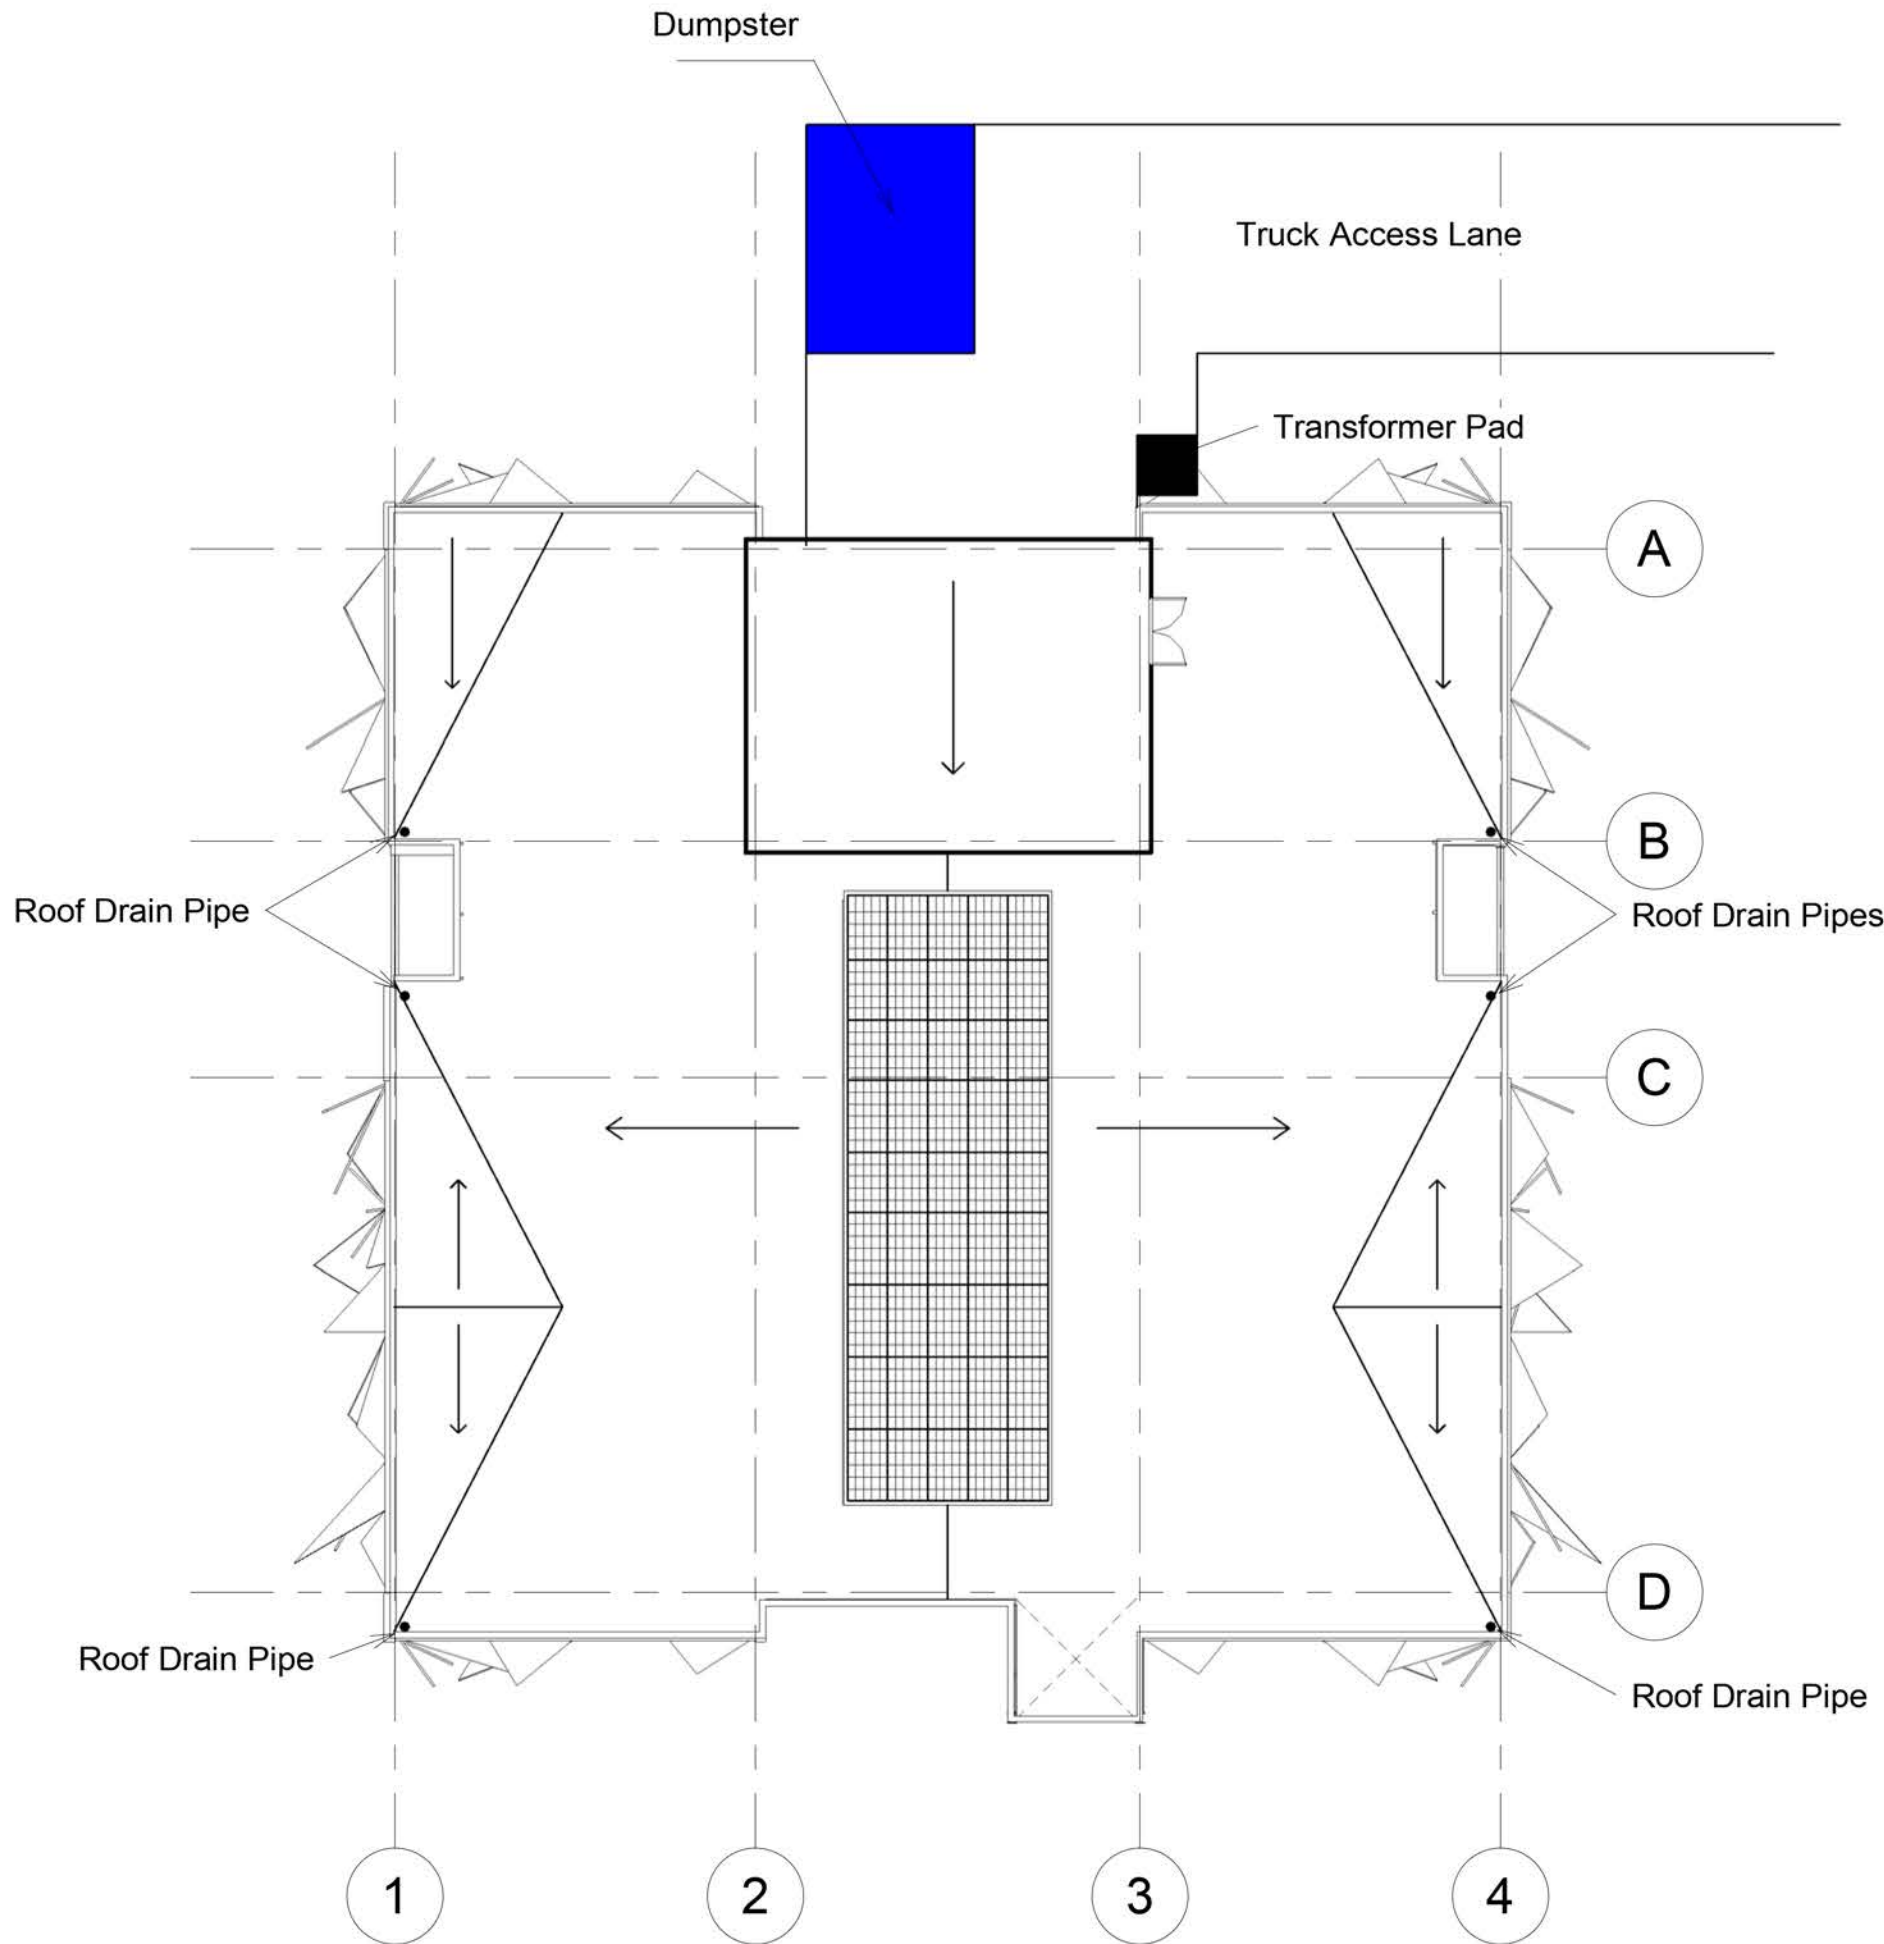 Dumpster
Truck Access Lane
Transformer Pad
A
B
Roof Drain Pipe
Roof Drain Pipes
C
D
Roof Drain Pipe
Roof Drain Pipe
1
2
3
4